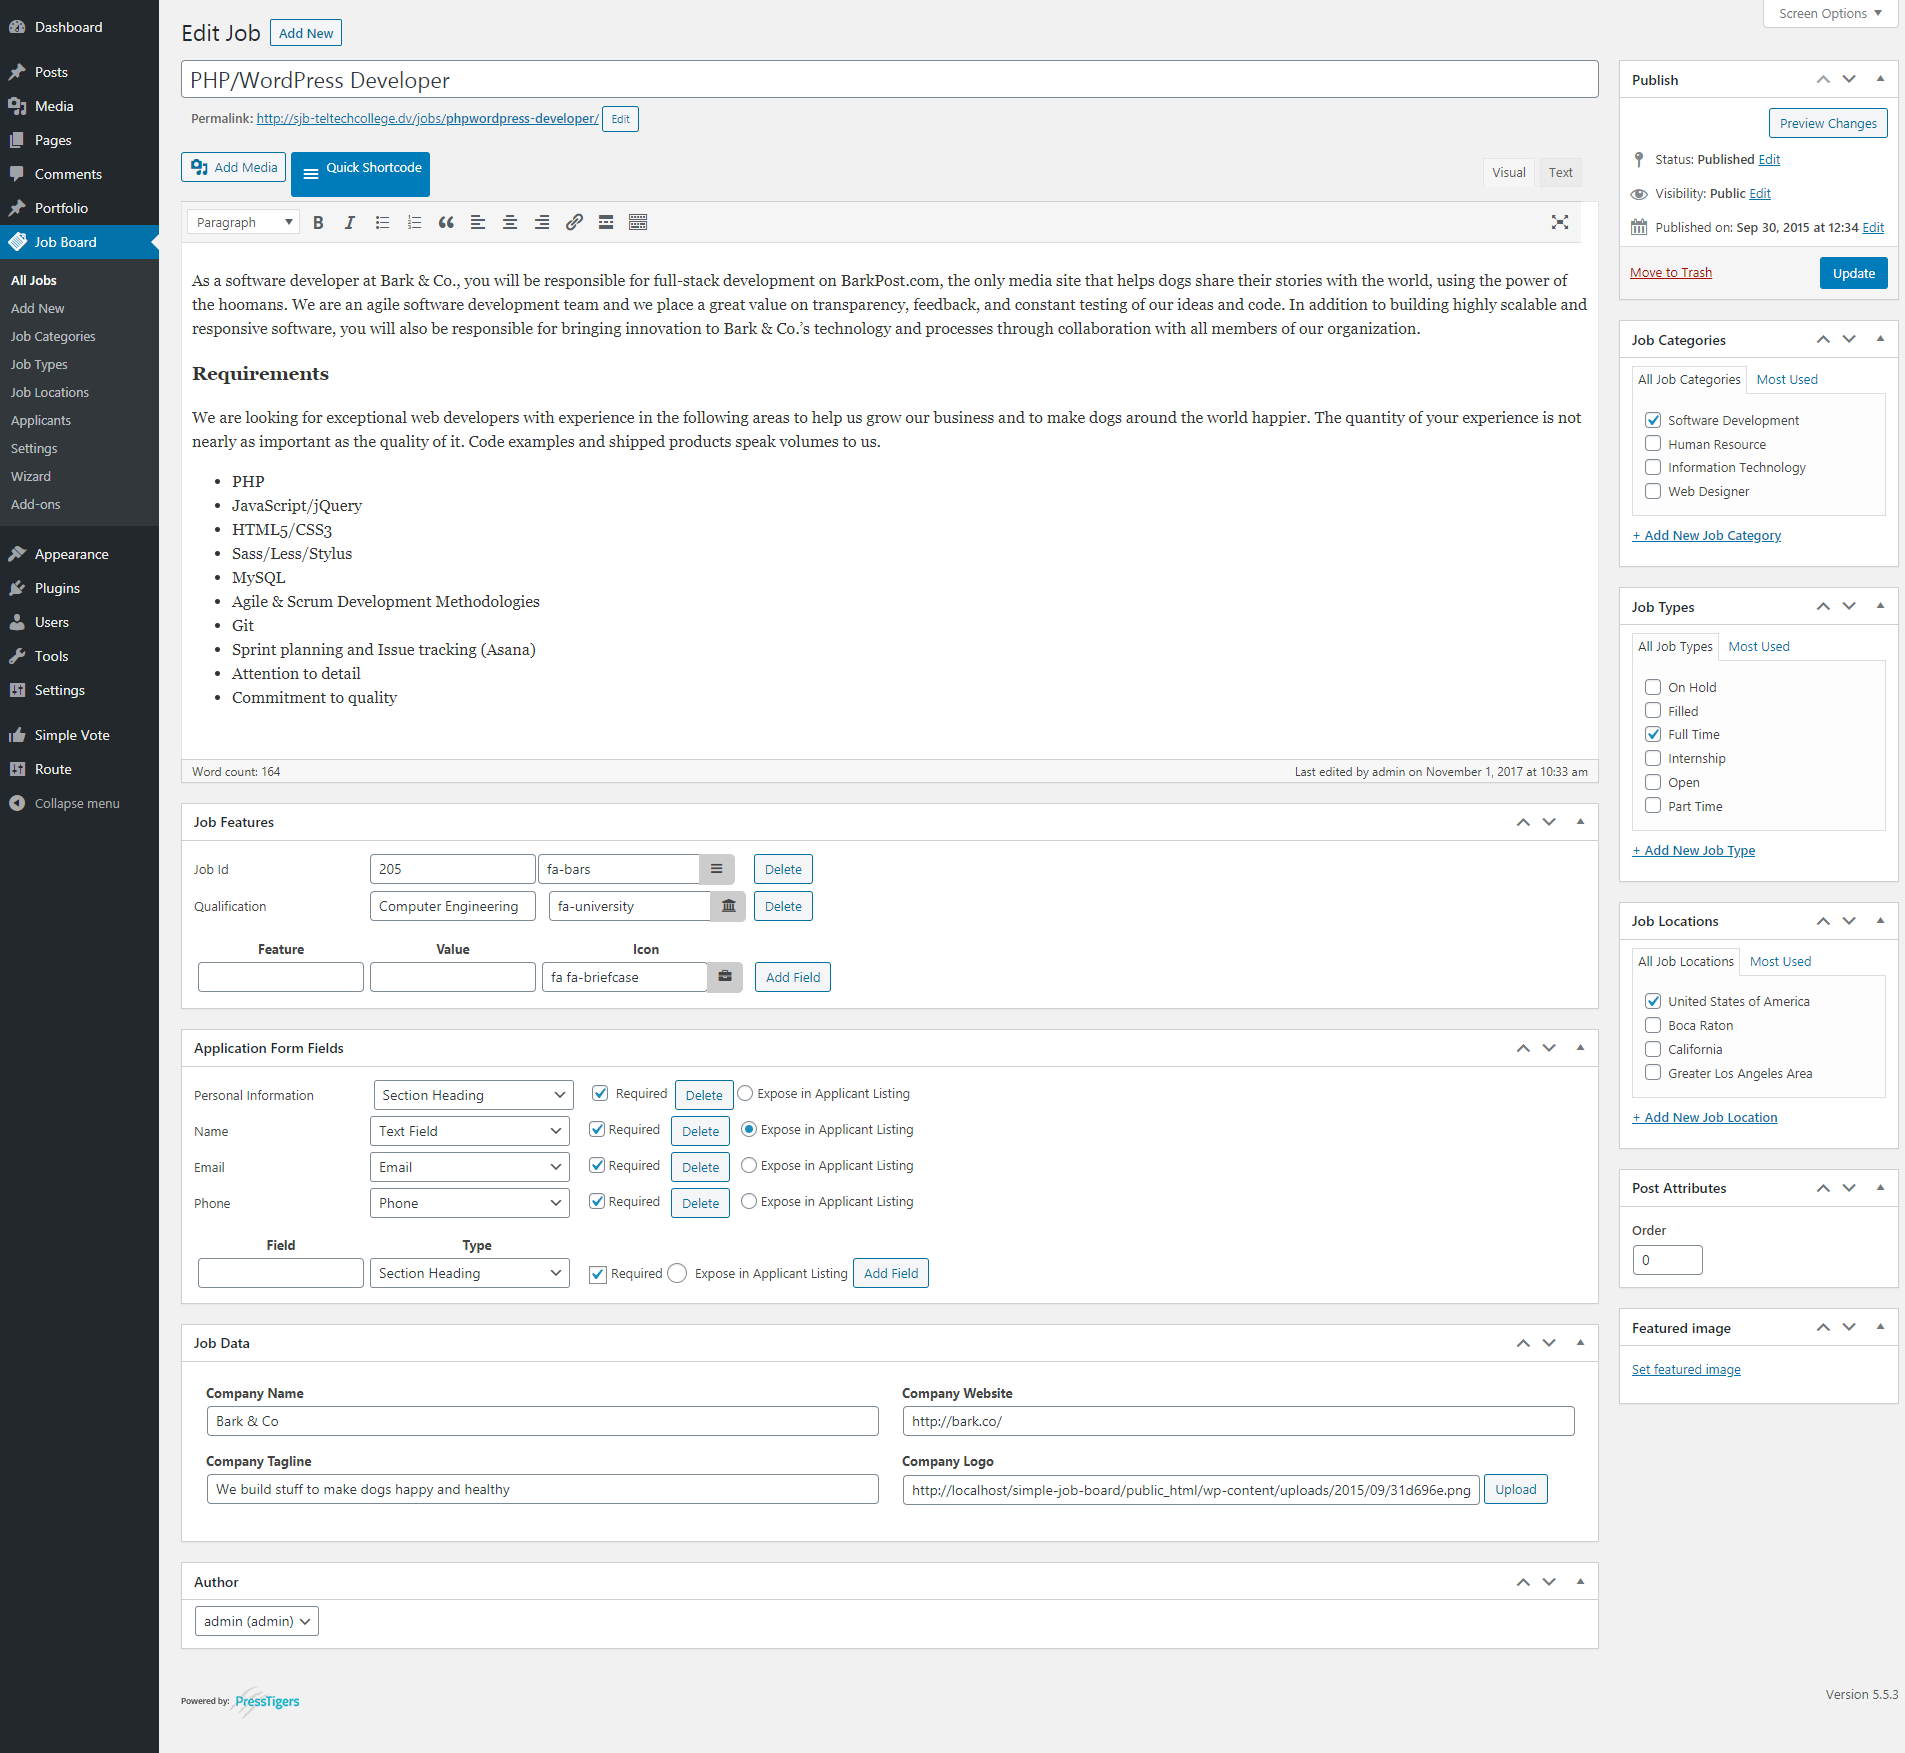 Dashboard
Posts
Media
Pages
Comments
Portfolio
Job Board
All Jobs
Add New
Job Categories
Job Types
Job Locations
Applicants
Settings
Wizard
Add-ons
Appearance
Plugins
Users
Tools
Settings
Simple Vote
Route
Collapse menu
Screen Options
Edit Job Add New
PHP/WordPress Developer
Permalink: http://sjb-teltechcollege.dv/jobs/phpwordpress-developer/ Edit
Add Media Quick Shortcode Visual Text
Paragraph
As a software developer at Bark & Co., you will be responsible for full-stack development on BarkPost.com, the only media site that helps dogs share their stories with the world, using the power of
the hoomans. We are an agile software development team and we place a great value on transparency, feedback, and constant testing of our ideas and code. In addition to building highly scalable and
responsive software, you will also be responsible for bringing innovation to Bark & Co.’s technology and processes through collaboration with all members of our organization.
Requirements
We are looking for exceptional web developers with experience in the following areas to help us grow our business and to make dogs around the world happier. The quantity of your experience is not
nearly as important as the quality of it. Code examples and shipped products speak volumes to us.
• PHP
• JavaScript/jQuery
• HTML5/CSS3
• Sass/Less/Stylus
• MySQL
• Agile & Scrum Development Methodologies
• Git
• Sprint planning and Issue tracking (Asana)
• Attention to detail
• Commitment to quality
Word count: 164 Last edited by admin on November 1, 2017 at 10:33 am
Job Features
Job Id 205 fa-bars Delete
Qualification Computer Engineering fa-university Delete
Feature Value Icon
fa fa-briefcase Add Field
Application Form Fields
Personal Information Section Heading Required Delete Expose in Applicant Listing
Name Text Field Required Delete Expose in Applicant Listing
Email Email Required Delete Expose in Applicant Listing
Phone Phone Required Delete Expose in Applicant Listing
Field Type
Section Heading Required Expose in Applicant Listing Add Field
Job Data
Company Name Company Website
Bark & Co http://bark.co/
Company Tagline Company Logo
We build stuff to make dogs happy and healthy http://localhost/simple-job-board/public_html/wp-content/uploads/2015/09/31d696e.png Upload
Author
admin (admin)
Publish
Preview Changes
Status: Published Edit
Visibility: Public Edit
Published on: Sep 30, 2015 at 12:34 Edit
Move to Trash Update
Job Categories
All Job Categories Most Used
Software Development
Human Resource
Information Technology
Web Designer
+ Add New Job Category
Job Types
All Job Types Most Used
On Hold
Filled
Full Time
Internship
Open
Part Time
+ Add New Job Type
Job Locations
All Job Locations Most Used
United States of America
Boca Raton
California
Greater Los Angeles Area
+ Add New Job Location
Post Attributes
Order
0
Featured image
Set featured image
Powered by: PressTigers
Version 5.5.3